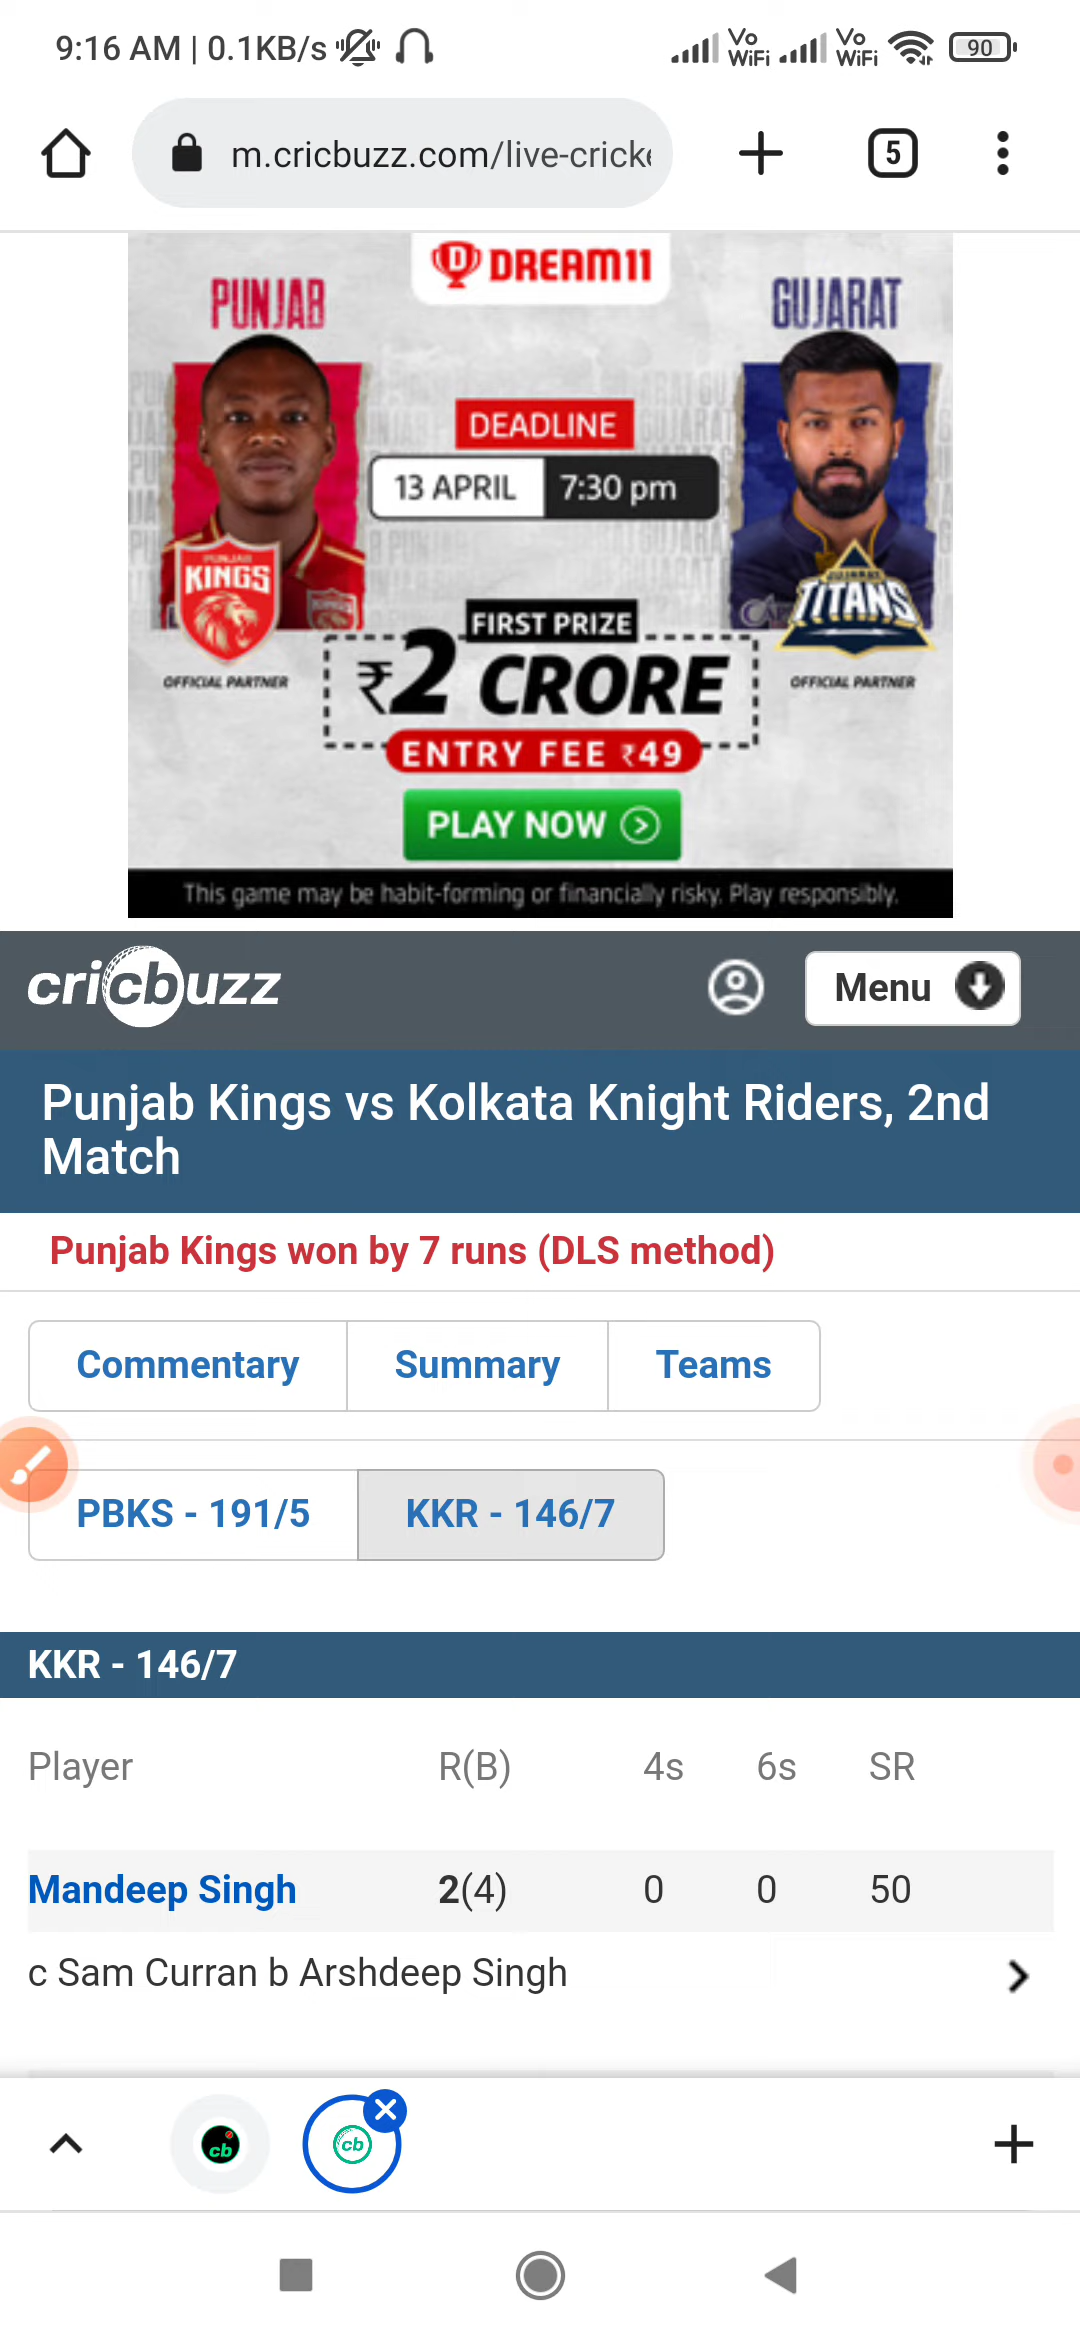 9:16 AM | 0.1KB/s Vo WiFi Vo WiFi 90
m.cricbuzz.com/live-cricke 5
DREAM11
PUNJAB GUJARAT
DEADLINE
13 APRIL 7:30 pm
PUNJAB KINGS
GUJARAT TITANS
FIRST PRIZE
OFFICIAL PARTNER OFFICIAL PARTNER
₹2 CRORE
ENTRY FEE ₹49
PLAY NOW
This game may be habit-forming or financially risky. Play responsibly.
cricbuzz Menu
Punjab Kings vs Kolkata Knight Riders, 2nd
Match
Punjab Kings won by 7 runs (DLS method)
Commentary Summary Teams
PBKS - 191/5 KKR - 146/7
KKR - 146/7
Player R(B) 4s 6s SR
Mandeep Singh 2(4) 0 0 50
c Sam Curran b Arshdeep Singh
cb cb